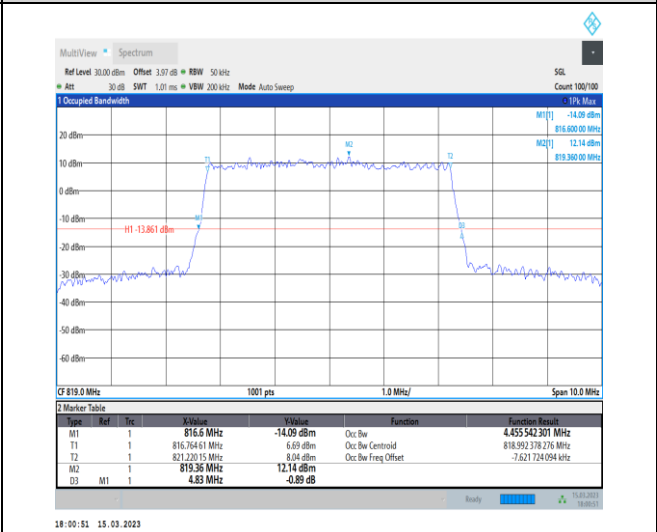 MultiView Spectrum
Ref Level 30.00 dBm Offset 3.97 dB RBW 50 kHz SGL
Att 30 dB SWT 1.01 ms VBW 200 kHz Mode Auto Sweep Count 100/100
1 Occupied Bandwidth 1Pk Max
M1[1] -14.09 dBm
816.600 00 MHz
M2[1] 12.14 dBm
819.360 00 MHz
20 dBm
M2
T1 T2
10 dBm
0 dBm
-10 dBm
M1 D3
H1 -13.861 dBm
-30 dBm
-40 dBm
-50 dBm
-60 dBm
CF 819.0 MHz 1001 pts 1.0 MHz/ Span 10.0 MHz
2 Marker Table
Type Ref Trc X-Value Y-Value Function Function Result
M1 1 816.6 MHz -14.09 dBm Occ Bw 4.455 542 301 MHz
T1 1 816.764 61 MHz 6.69 dBm Occ Bw Centroid 818.992 378 276 MHz
T2 1 821.220 15 MHz 8.04 dBm Occ Bw Freq Offset -7.621 724 094 kHz
M2 1 819.36 MHz 12.14 dBm
D3 M1 1 4.83 MHz -0.89 dB
Ready 15.03.2023
18:00:51
18:00:51 15.03.2023